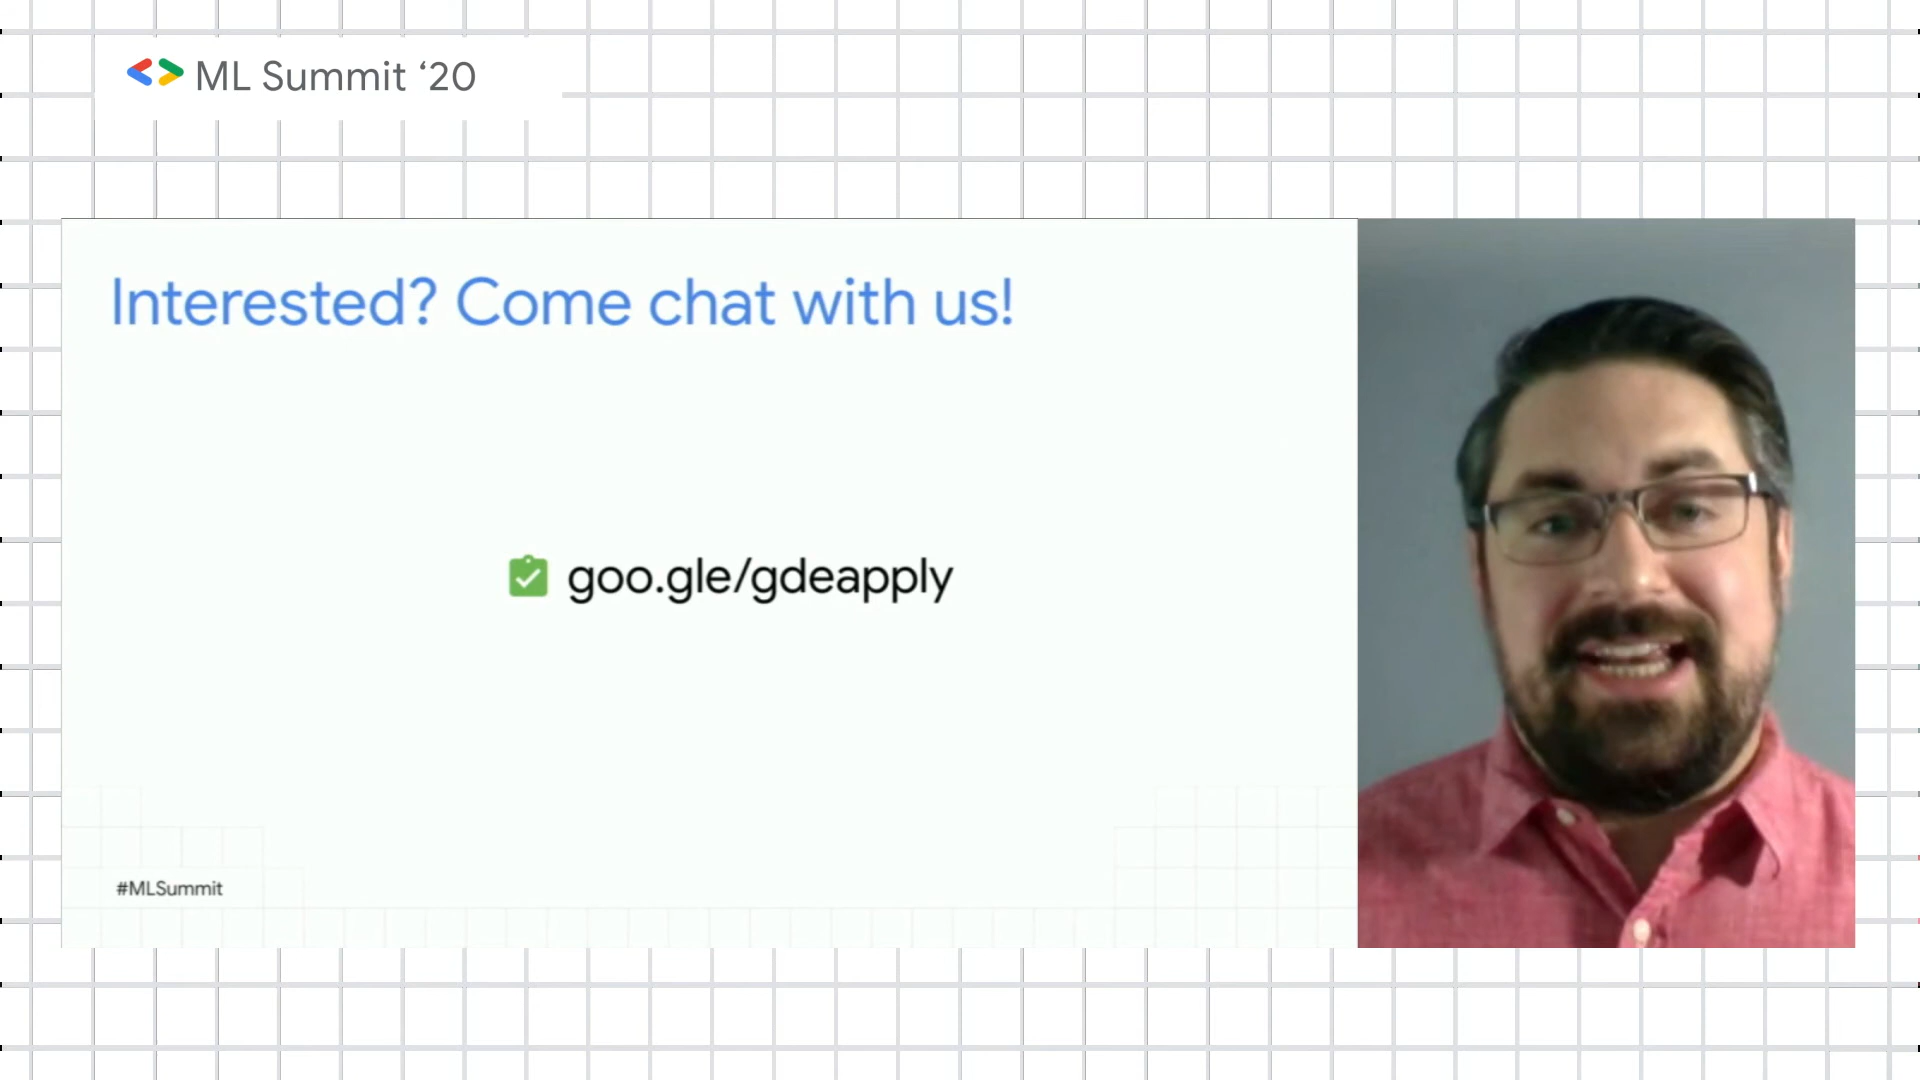 ML Summit ‘20
Interested? Come chat with us!
goo.gle/gdeapply
#MLSummit